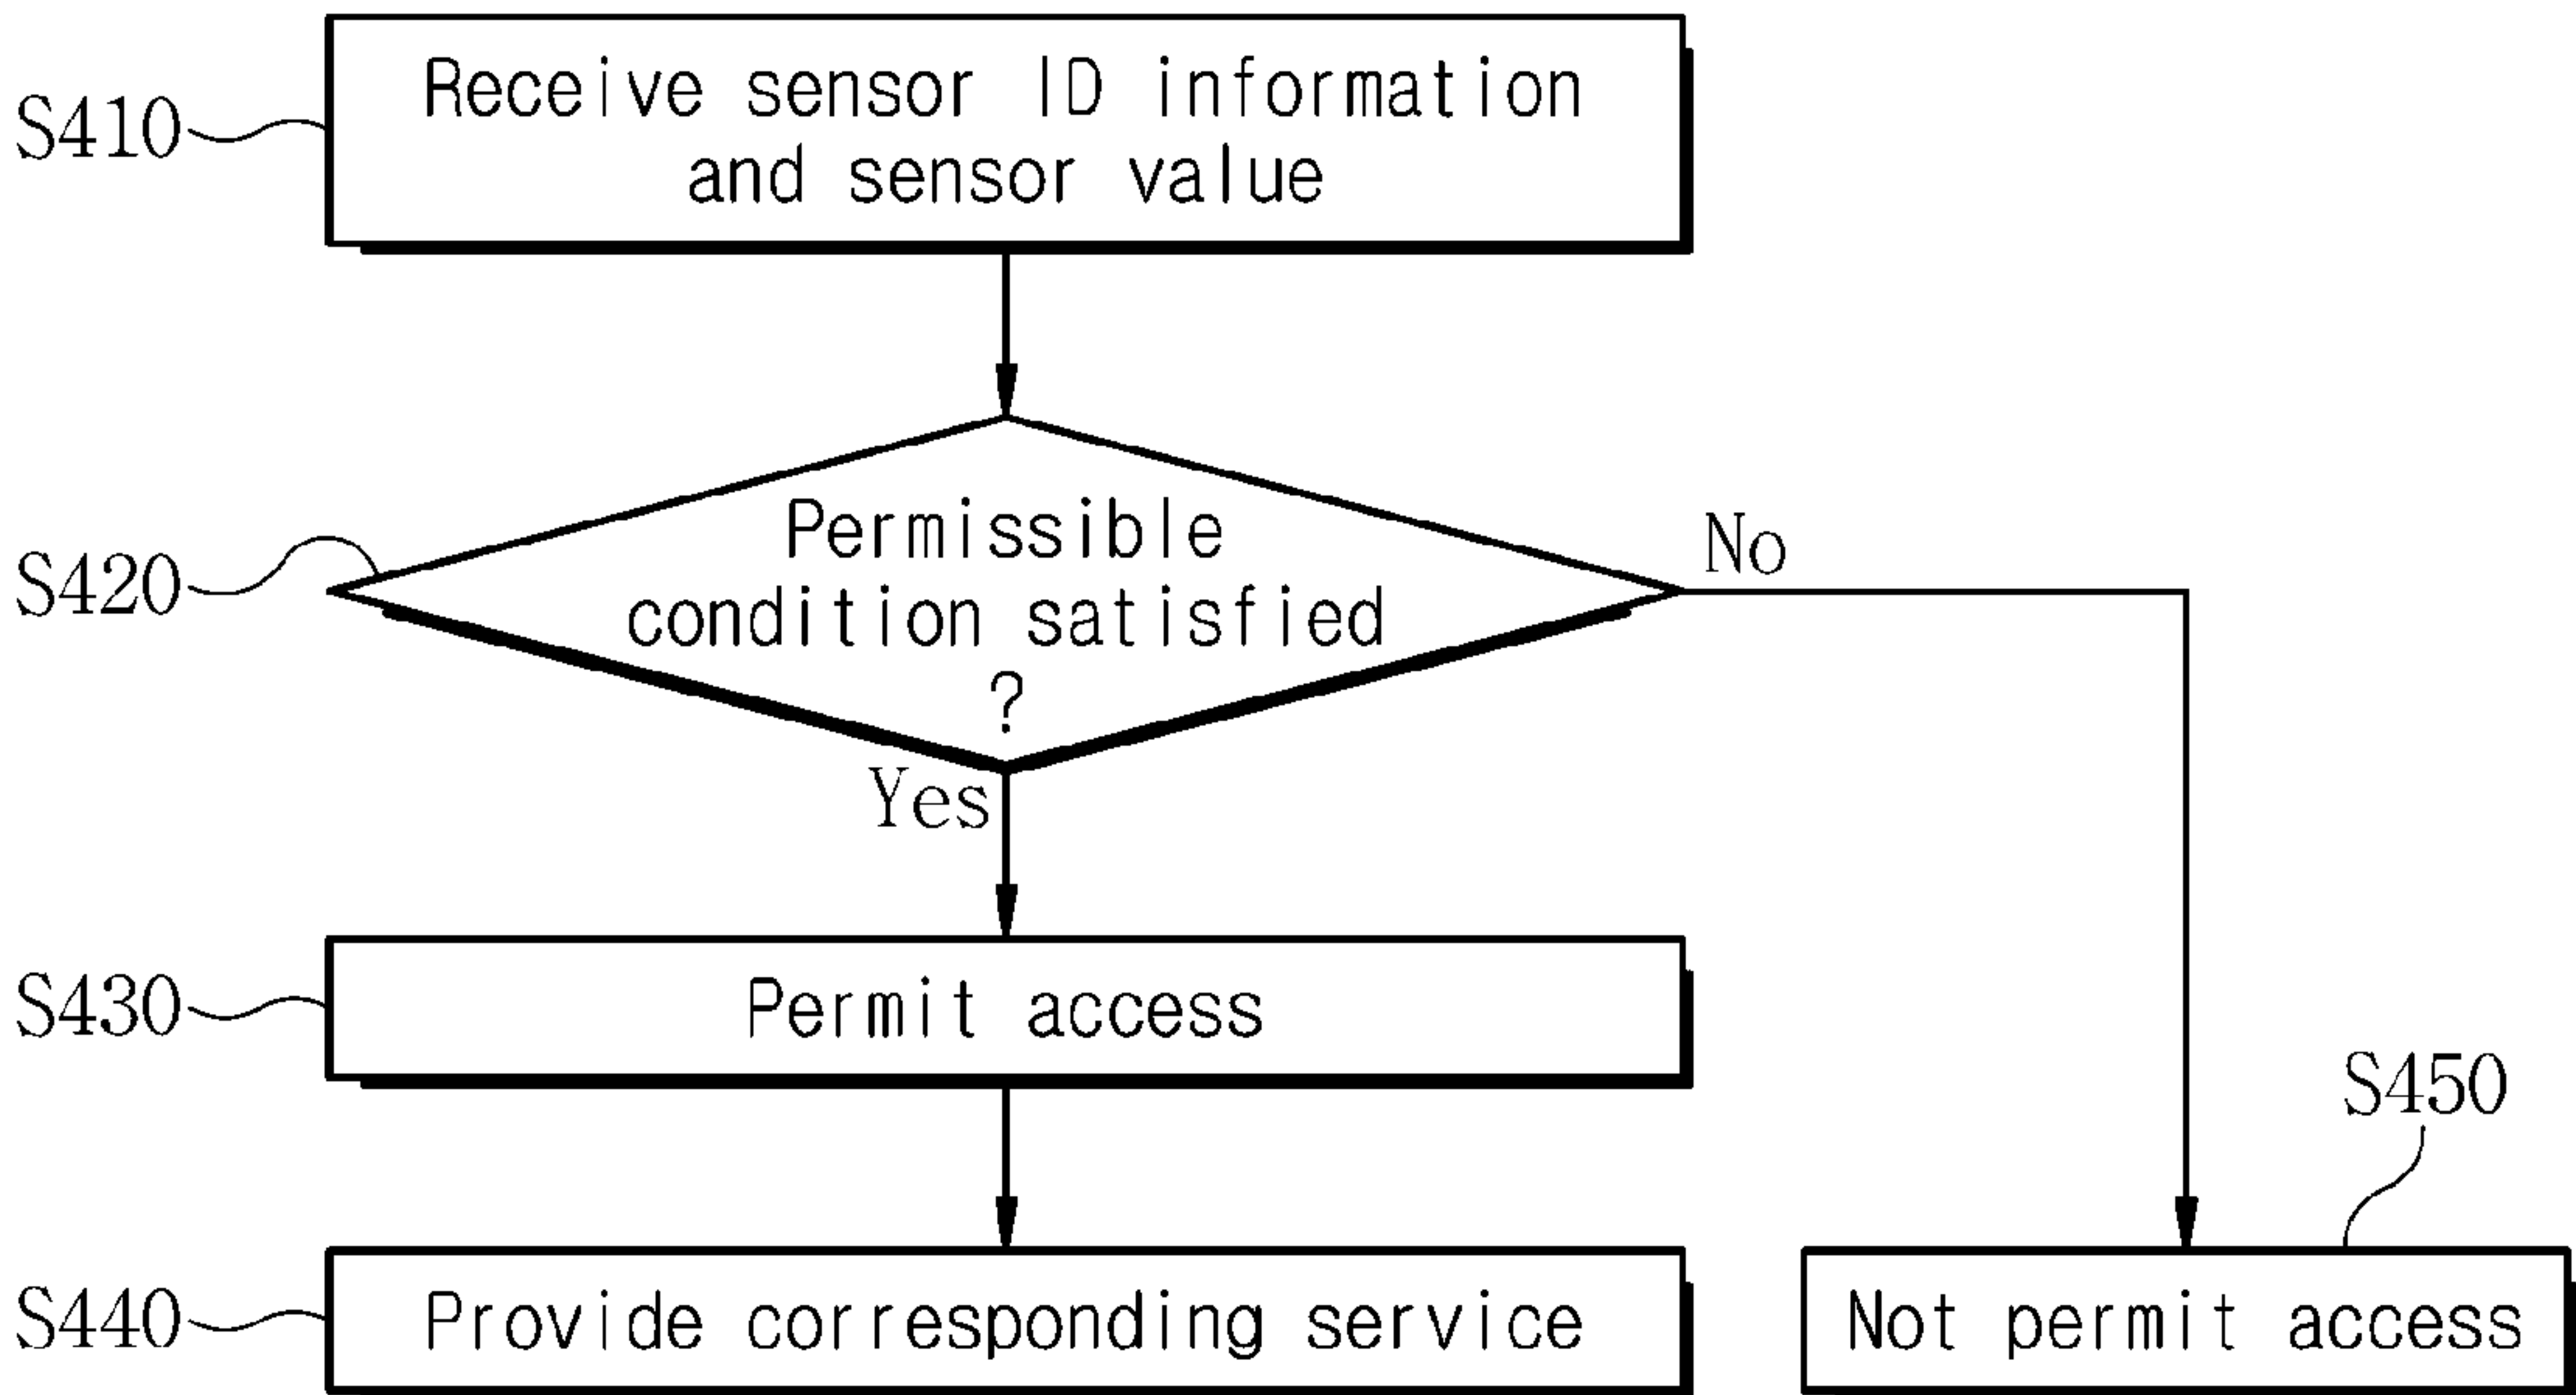 S410
Receive sensor ID information
and sensor value
S420
Permissible
condition satisfied
?
No
Yes
S430
Permit access
S450
S440
Provide corresponding service
Not permit access